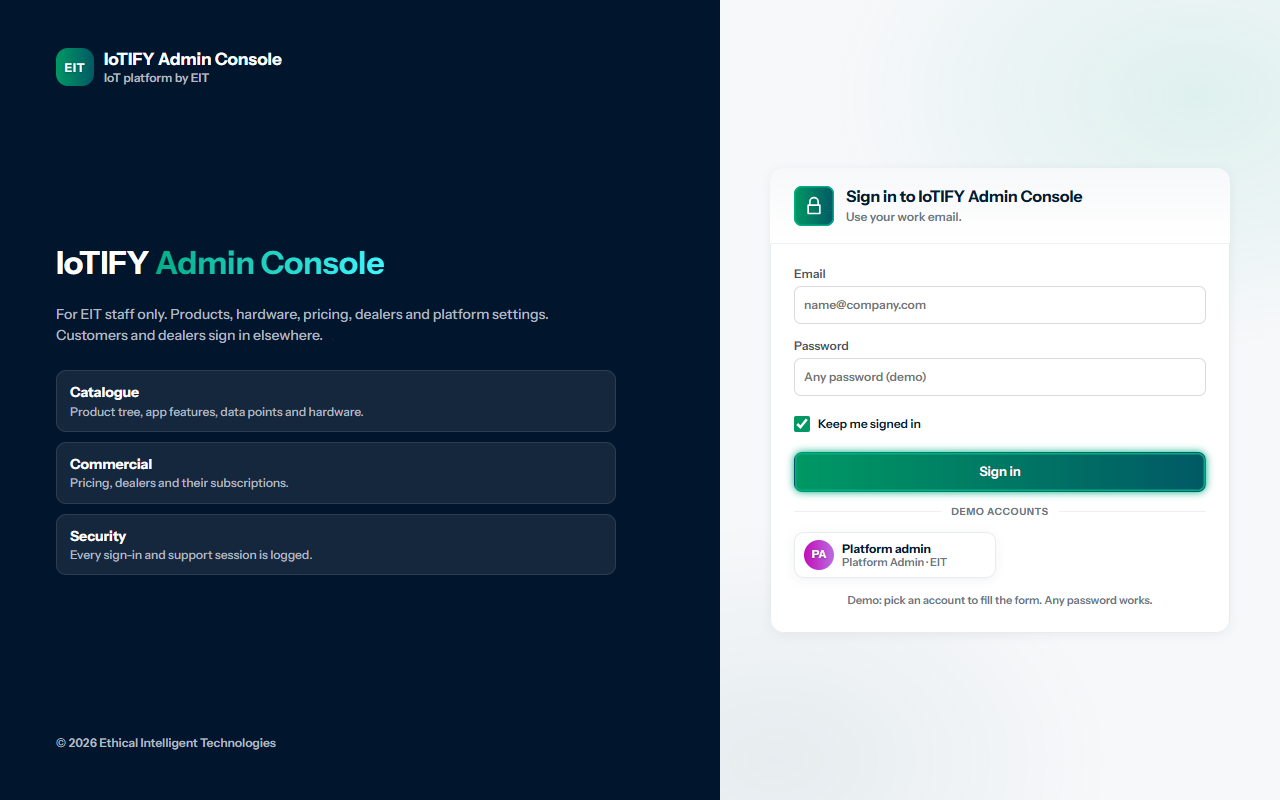 EIT
IoTIFY Admin Console
IoT platform by EIT
IoTIFY Admin Console
For EIT staff only. Products, hardware, pricing, dealers and platform settings.
Customers and dealers sign in elsewhere.
Catalogue
Product tree, app features, data points and hardware.
Commercial
Pricing, dealers and their subscriptions.
Security
Every sign-in and support session is logged.
© 2026 Ethical Intelligent Technologies
Sign in to IoTIFY Admin Console
Use your work email.
Email
name@company.com
Password
Any password (demo)
Keep me signed in
Sign in
DEMO ACCOUNTS
PA
Platform admin
Platform Admin · EIT
Demo: pick an account to fill the form. Any password works.